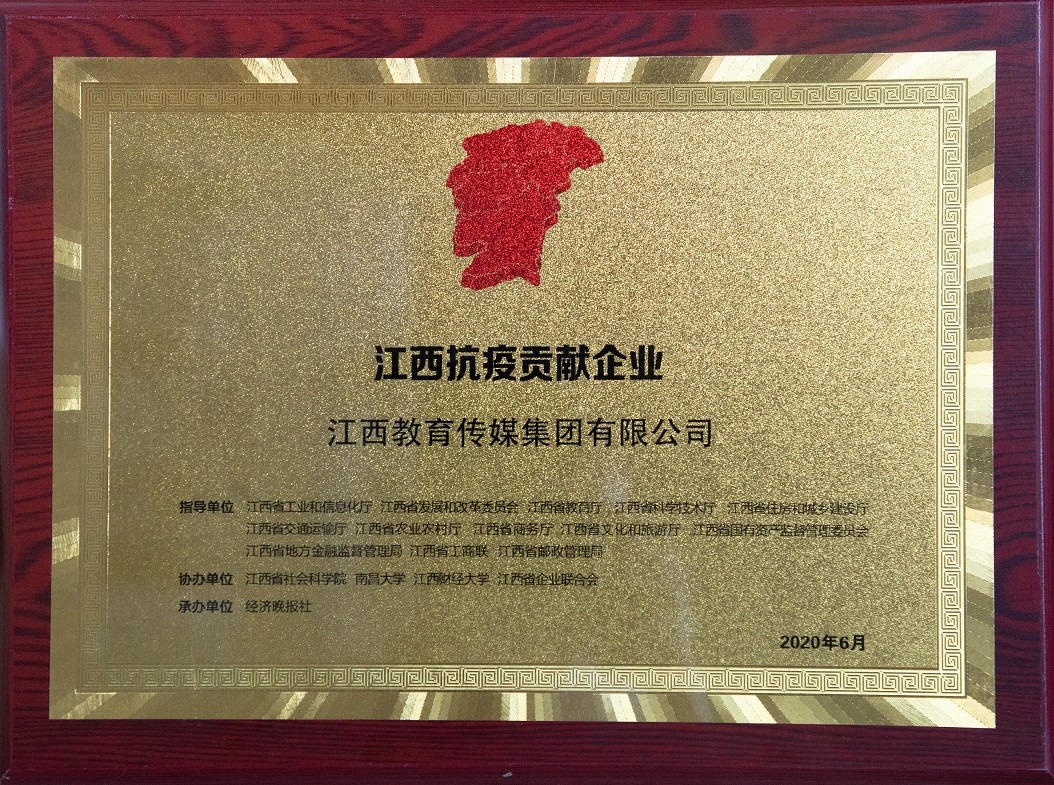 江西抗疫贡献企业
江西教育传媒集团有限公司
指导单位 江西省工业和信息化厅 江西省发展和改革委员会 江西省教育厅 江西省科学技术厅 江西省住房和城乡建设厅
江西省交通运输厅 江西省农业农村厅 江西省商务厅 江西省文化和旅游厅 江西省国有资产监督管理委员会
江西省地方金融监督管理局 江西省工商联 江西省邮政管理局
协办单位 江西省社会科学院 南昌大学 江西财经大学 江西省企业联合会
承办单位 经济晚报社
2020年6月